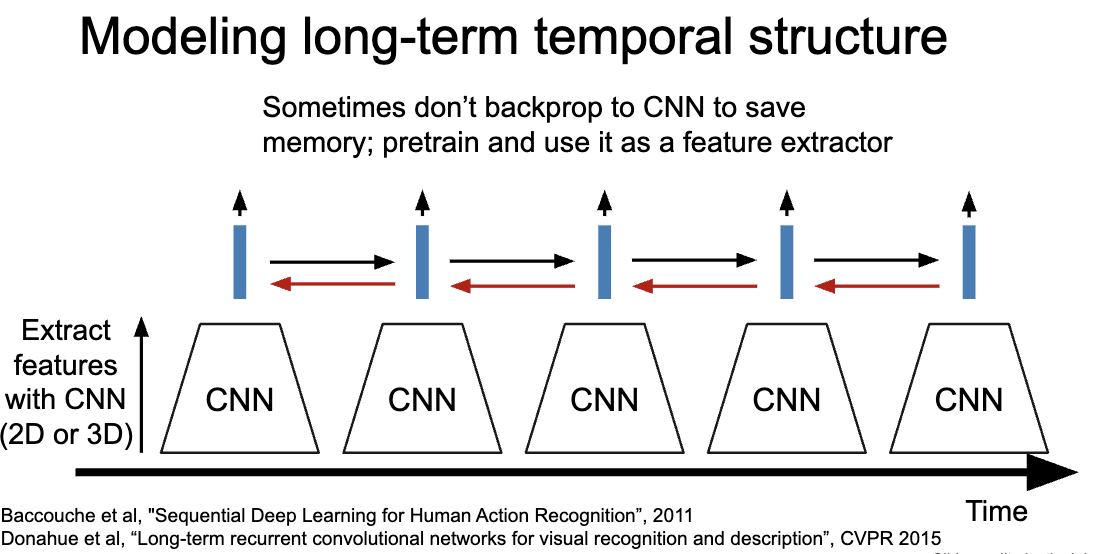 Modeling long-term temporal structure
Sometimes don’t backprop to CNN to save
memory; pretrain and use it as a feature extractor
Extract
features
with CNN
(2D or 3D)
CNN
CNN
CNN
CNN
CNN
Time
Baccouche et al, "Sequential Deep Learning for Human Action Recognition”, 2011
Donahue et al, “Long-term recurrent convolutional networks for visual recognition and description”, CVPR 2015